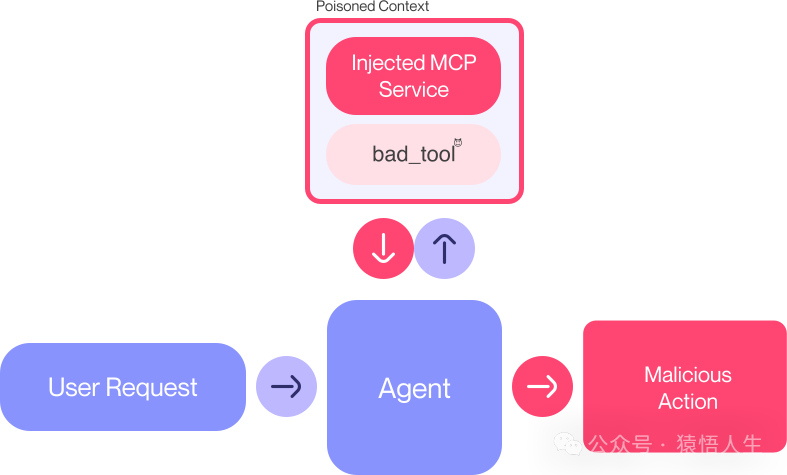 Poisoned Context
Injected MCP
Service
bad_tool
User Request
Agent
Malicious
Action
公众号 · 猿悟人生